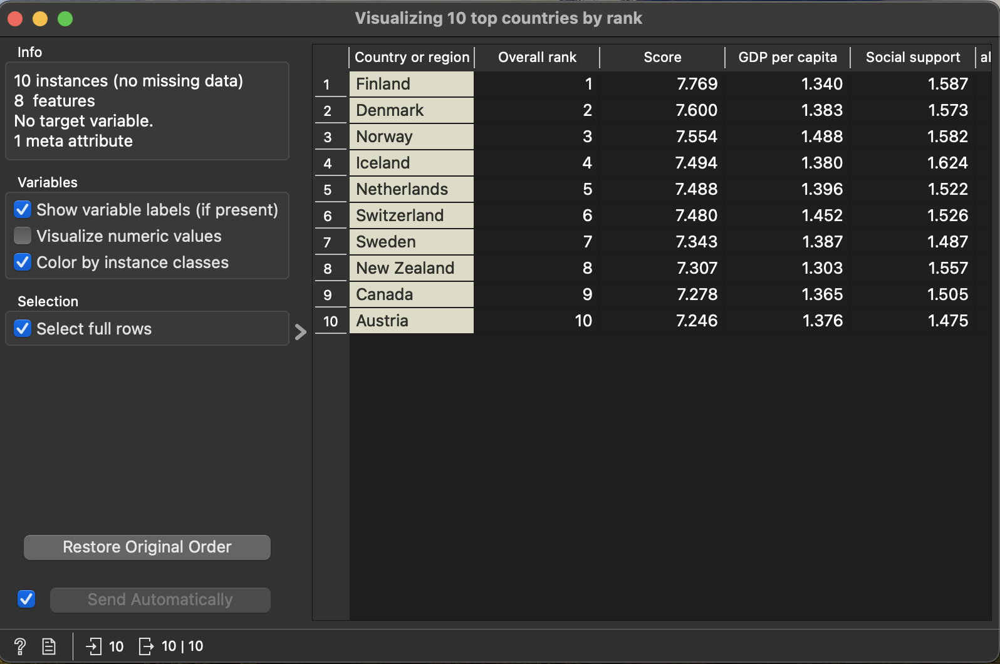 Visualizing 10 top countries by rank
Info
10 instances (no missing data)
8 features
No target variable.
1 meta attribute
Variables
Show variable labels (if present)
Visualize numeric values
Color by instance classes
Selection
Select full rows
Restore Original Order
Send Automatically
Country or region Overall rank Score GDP per capita Social support al
1 Finland 1 7.769 1.340 1.587
2 Denmark 2 7.600 1.383 1.573
3 Norway 3 7.554 1.488 1.582
4 Iceland 4 7.494 1.380 1.624
5 Netherlands 5 7.488 1.396 1.522
6 Switzerland 6 7.480 1.452 1.526
7 Sweden 7 7.343 1.387 1.487
8 New Zealand 8 7.307 1.303 1.557
9 Canada 9 7.278 1.365 1.505
10 Austria 10 7.246 1.376 1.475
? 10 10 | 10